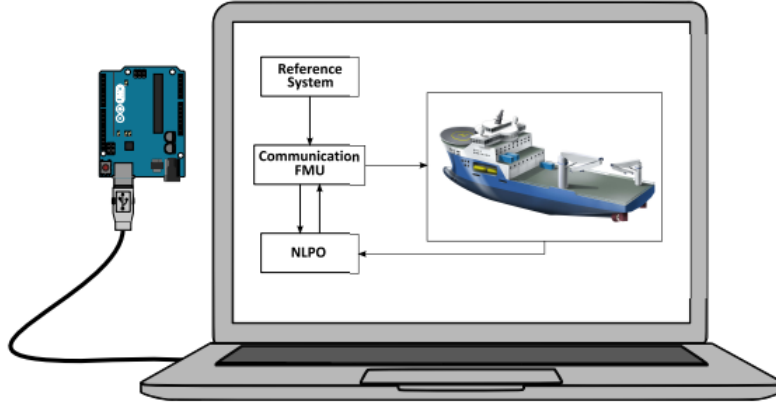 Reference
System
Communication
FMU
NLPO